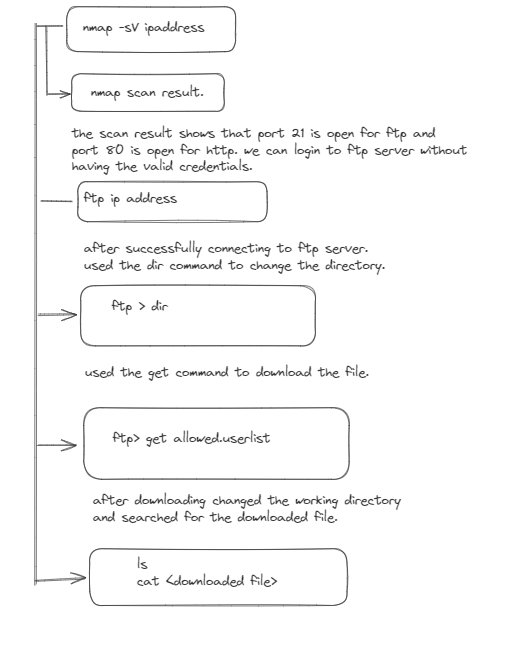 nmap -sV ipaddress
nmap scan result.
the scan result shows that port 21 is open for ftp and
port 80 is open for http. we can login to ftp server without
having the valid credentials.
ftp ip address
after successfully connecting to ftp server.
used the dir command to change the directory.
ftp > dir
used the get command to download the file.
ftp> get allowed.userlist
after downloading changed the working directory
and searched for the downloaded file.
ls
cat <downloaded file>